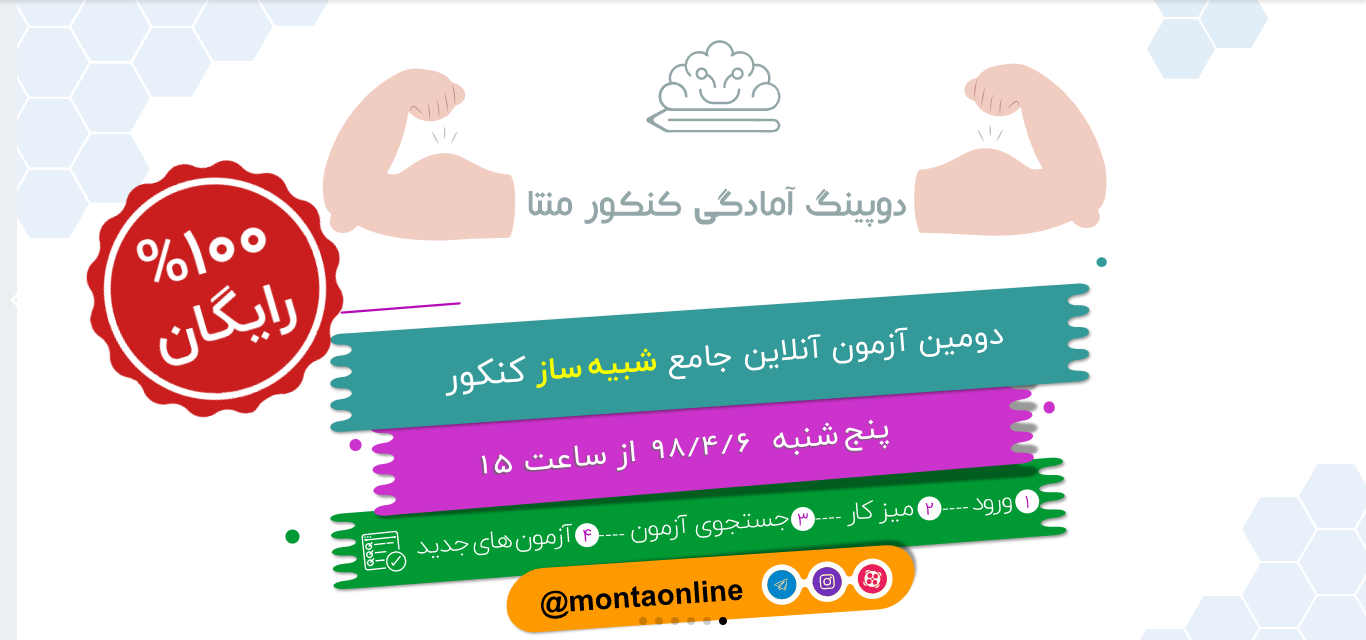 دوپینگ آمادگی کنکور منتا
%۱۰۰
رایگان
دومین آزمون آنلاین جامع شبیه ساز کنکور
پنج شنبه ۹۸/۴/۶ از ساعت ۱۵
۱ ورود ---- ۲ میز کار ---- ۳ جستجوی آزمون ---- ۴ آزمون های جدید
@montaonline